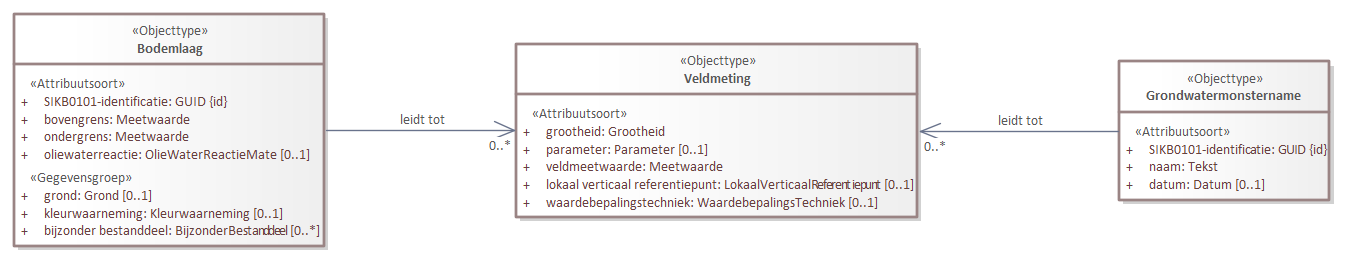 «Objecttype»
Bodemlaag
«Attribuutsoort»
+ SIKB0101-identificatie: GUID {id}
+ bovengrens: Meetwaarde
+ ondergrens: Meetwaarde
+ oliewaterreactie: OlieWaterReactieMate [0..1]
«Gegevensgroep»
+ grond: Grond [0..1]
+ kleurwaarneming: Kleurwaarneming [0..1]
+ bijzonder bestanddeel: BijzonderBestanddeel [0..*]
leidt tot
0..*
«Objecttype»
Veldmeting
«Attribuutsoort»
+ grootheid: Grootheid
+ parameter: Parameter [0..1]
+ veldmeetwaarde: Meetwaarde
+ lokaal verticaal referentiepunt: LokaalVerticaalReferentiepunt [0..1]
+ waardebepalingstechniek: WaardebepalingsTechniek [0..1]
leidt tot
0..*
«Objecttype»
Grondwatermonstername
«Attribuutsoort»
+ SIKB0101-identificatie: GUID {id}
+ naam: Tekst
+ datum: Datum [0..1]